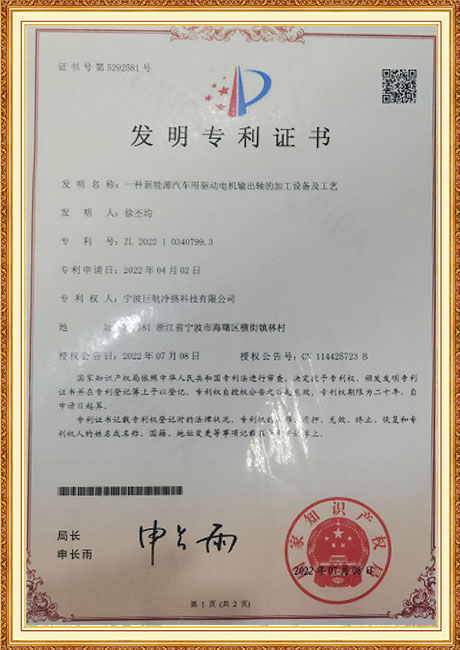 证书号第5292581号
发明专利证书
发明名称：一种新能源汽车用驱动电机输出轴的加工设备及工艺
发明人：徐丕均
专利号：ZL 2022 1 0340799.3
专利申请日：2022年04月02日
专利权人：宁波巨航冷挤科技有限公司
地址：181 浙江省宁波市海曙区横街镇林村
授权公告日：2022年07月08日 授权公告号：CN 114425723 B
国家知识产权局依照中华人民共和国专利法进行审查，决定授予专利权，颁发发明专利
证书并在专利登记簿上予以登记。专利权自授权公告之日起生效。专利权期限为二十年，自
申请日起算。
专利证书记载专利权登记时的法律状况。专利权的转移、质押、无效、终止、恢复和专
利权人的姓名或名称、国籍、地址变更等事项记载在专利登记簿上。
局长
申长雨
申长雨
国家知识产权局
2022年07月08日
第1页(共2页)